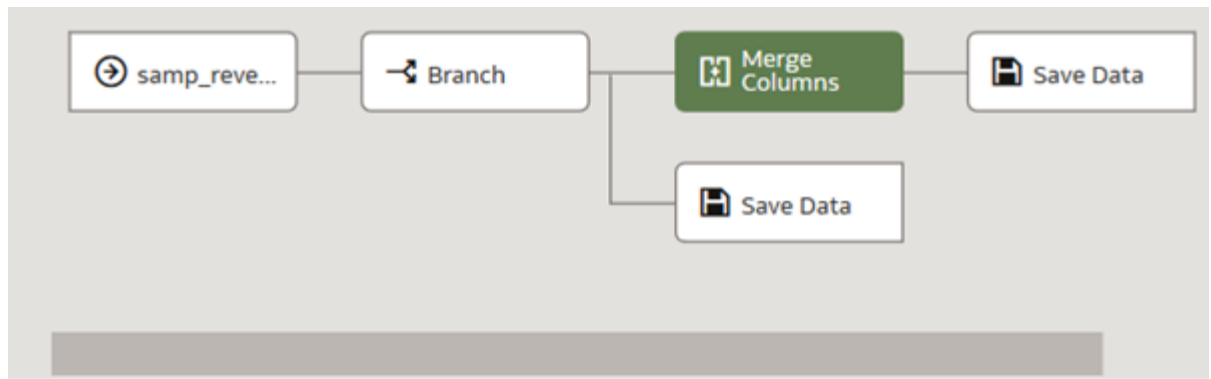 samp_reve...
Branch
Merge
Columns
Save Data
Save Data